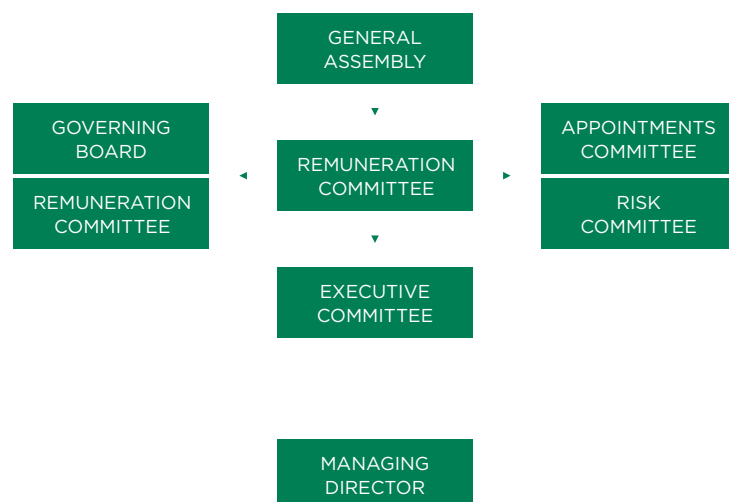 GENERAL
ASSEMBLY
GOVERNING
BOARD
REMUNERATION
COMMITTEE
REMUNERATION
COMMITTEE
APPOINTMENTS
COMMITTEE
RISK
COMMITTEE
EXECUTIVE
COMMITTEE
MANAGING
DIRECTOR